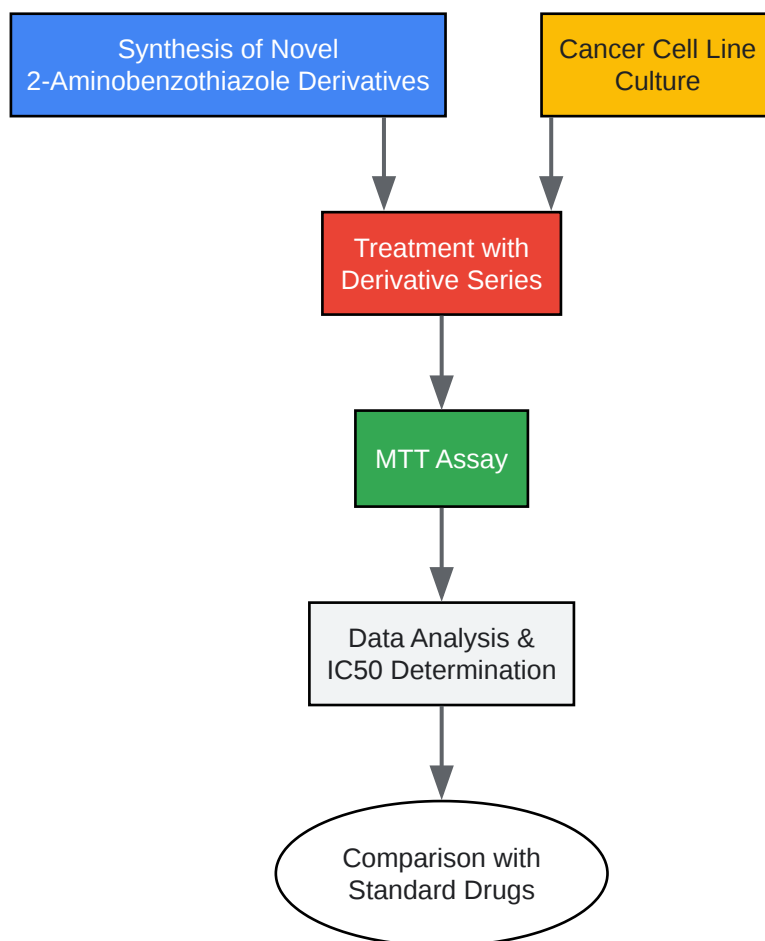 Synthesis of Novel
2-Aminobenzothiazole Derivatives
Cancer Cell Line
Culture
Treatment with
Derivative Series
MTT Assay
Data Analysis &
IC50 Determination
Comparison with
Standard Drugs